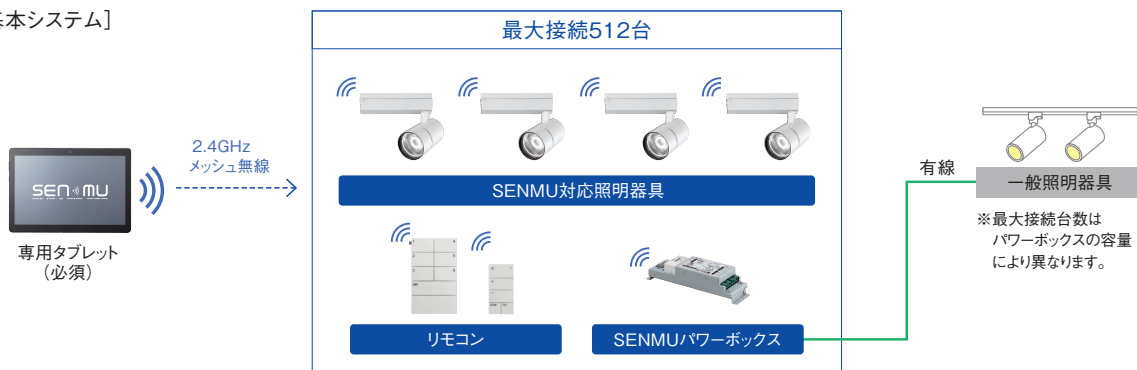 基本システム]
最大接続512台
2.4GHz
メッシュ無線
SEN MU
専用タブレット
(必須)
SENMU対応照明器具
リモコン
SENMUパワーボックス
有線
一般照明器具
※最大接続台数は
パワーボックスの容量
により異なります。